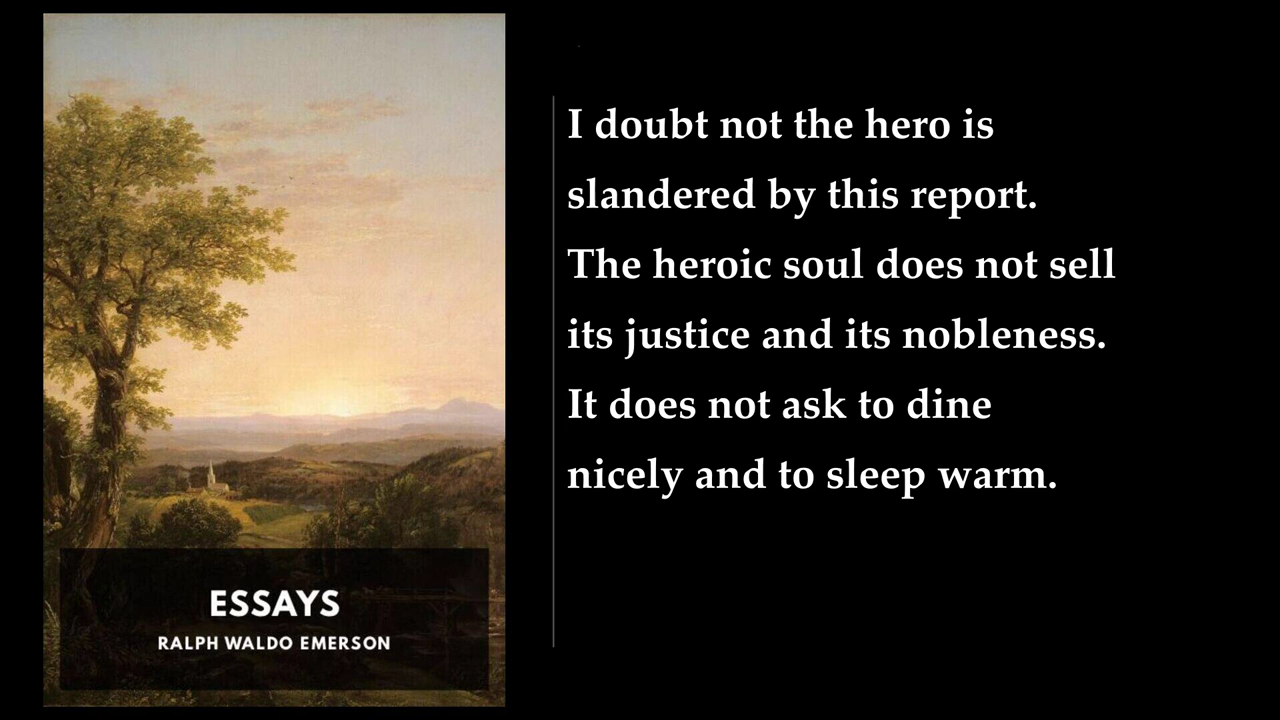 ESSAYS
RALPH WALDO EMERSON
I doubt not the hero is
slandered by this report.
The heroic soul does not sell
its justice and its nobleness.
It does not ask to dine
nicely and to sleep warm.